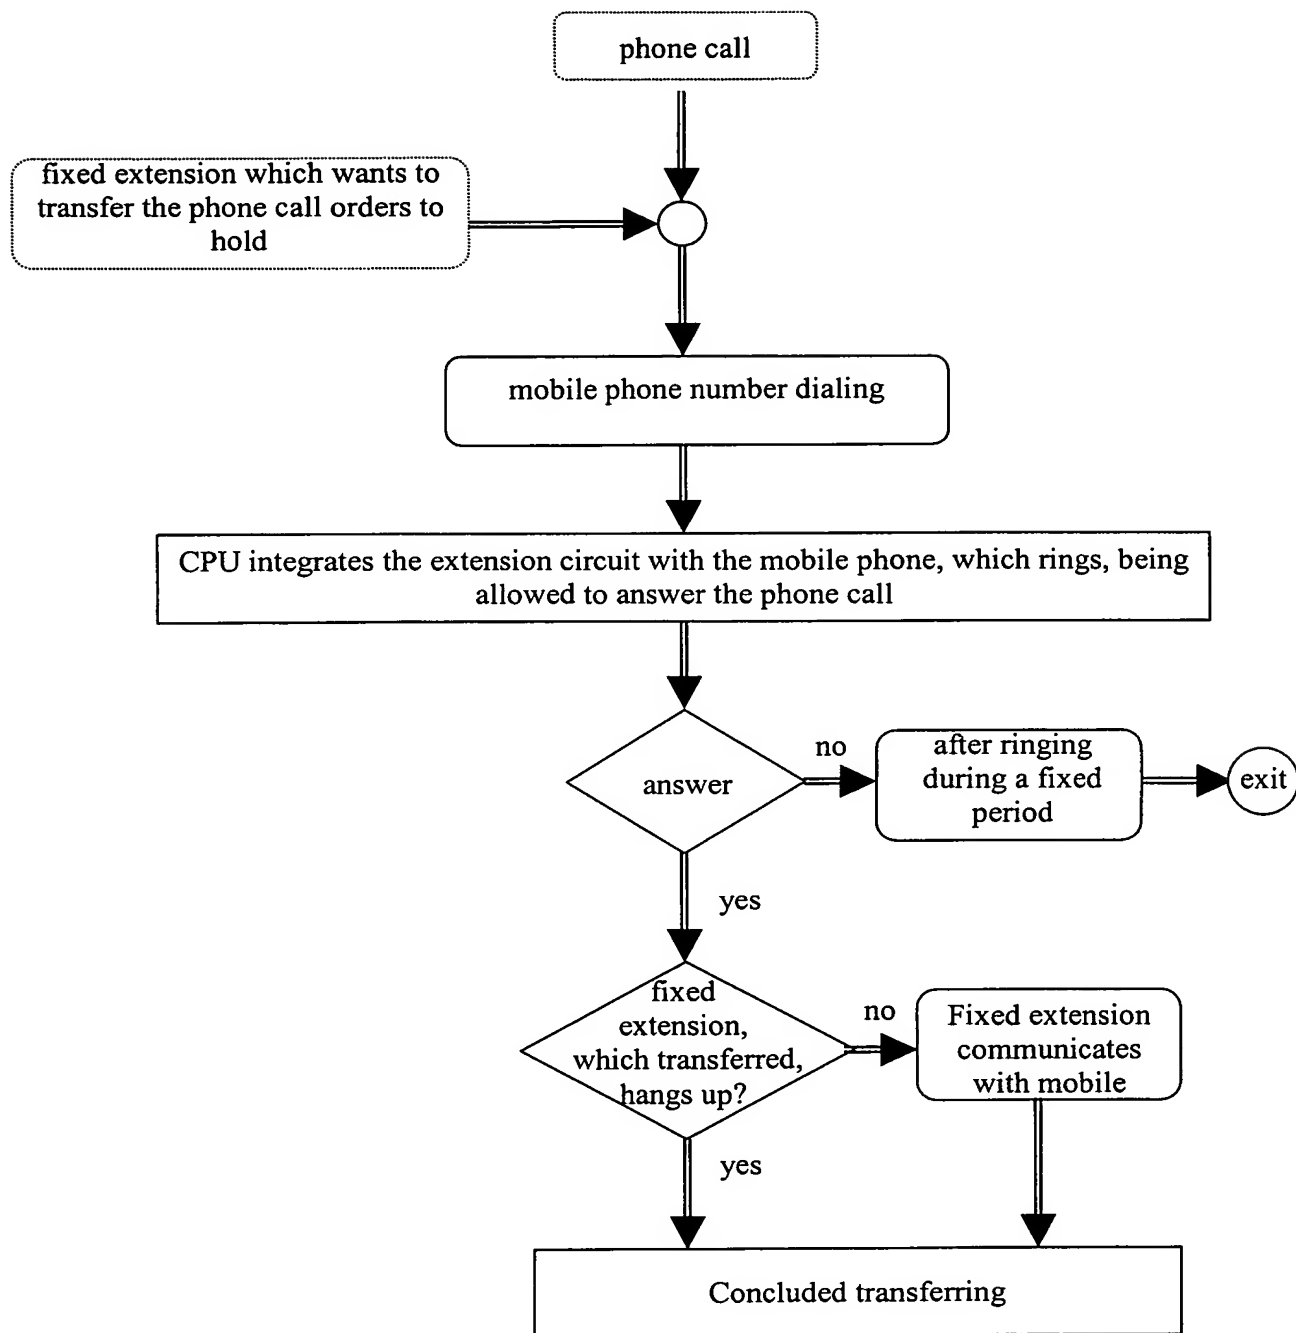 phone call
fixed extension which wants to
transfer the phone call orders to
hold
mobile phone number dialing
CPU integrates the extension circuit with the mobile phone, which rings, being
allowed to answer the phone call
answer
no
after ringing
during a fixed
period
exit
yes
fixed
extension,
which transferred,
hangs up?
no
Fixed extension
communicates
with mobile
yes
Concluded transferring